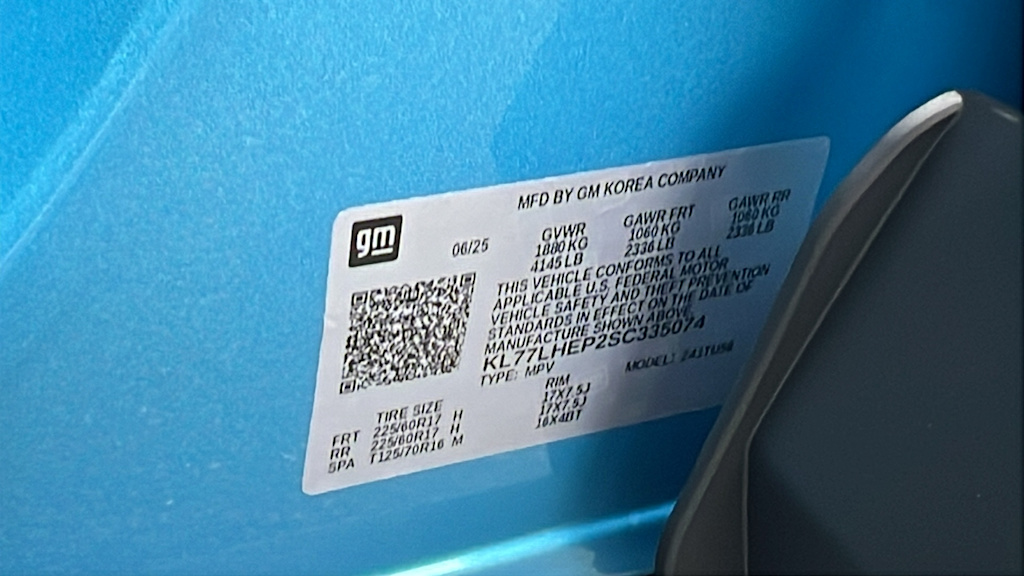 MFD BY GM KOREA COMPANY
gm
06/25
GVWR GAWR FRT GAWR RR
1880 KG 1060 KG 1060 KG
4145 LB 2336 LB 2336 LB
THIS VEHICLE CONFORMS TO ALL
APPLICABLE U.S. FEDERAL MOTOR
VEHICLE SAFETY AND THEFT PREVENTION
STANDARDS IN EFFECT ON THE DATE OF
MANUFACTURE SHOWN ABOVE.
KL77LHEP2SC335074
TYPE: MPV MODEL:
TIRE SIZE RIM
FRT 225/60R17 H 17X7.5J
RR 225/60R17 H 17X7.5J
SPA T125/70R16 M 16X4BT